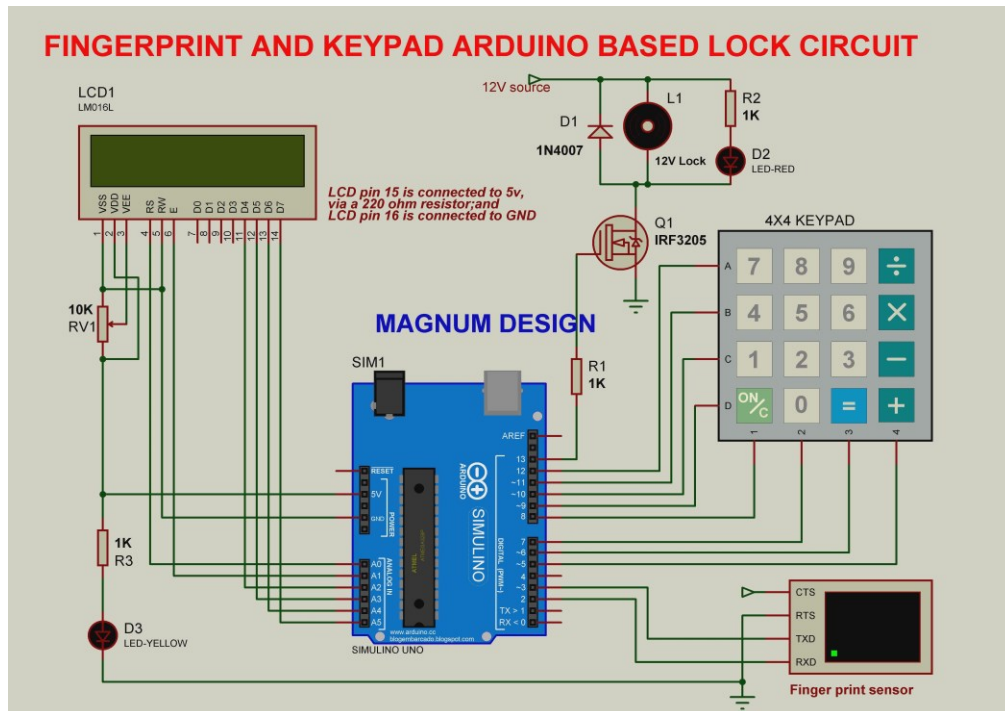 FINGERPRINT AND KEYPAD ARDUINO BASED LOCK CIRCUIT
LCD1
LM016L
VSS VDD VEE RS RW E D0 D1 D2 D3 D4 D5 D6 D7
1 2 3 4 5 6 7 8 9 10 11 12 13 14
LCD pin 15 is connected to 5v,
via a 220 ohm resistor;and
LCD pin 16 is connected to GND
12V source
D1
1N4007
L1
12V Lock
R2
1K
D2
LED-RED
Q1
IRF3205
4X4 KEYPAD
A 7 8 9 ÷
B 4 5 6 ×
C 1 2 3 −
D ON/C 0 = +
1 2 3 4
10K
RV1
MAGNUM DESIGN
SIM1
R1
1K
AREF
13
12
~11
~10
~9
8
7
~6
~5
4
~3
2
TX > 1
RX < 0
RESET
5V
GND
POWER
A0
A1
A2
A3
A4
A5
ANALOG IN
ATMEL
ARDUINO
SIMULINO
DIGITAL (PWM~)
www.arduino.cc
blogembarcado.blogspot.com
SIMULINO UNO
1K
R3
D3
LED-YELLOW
CTS
RTS
TXD
RXD
Finger print sensor